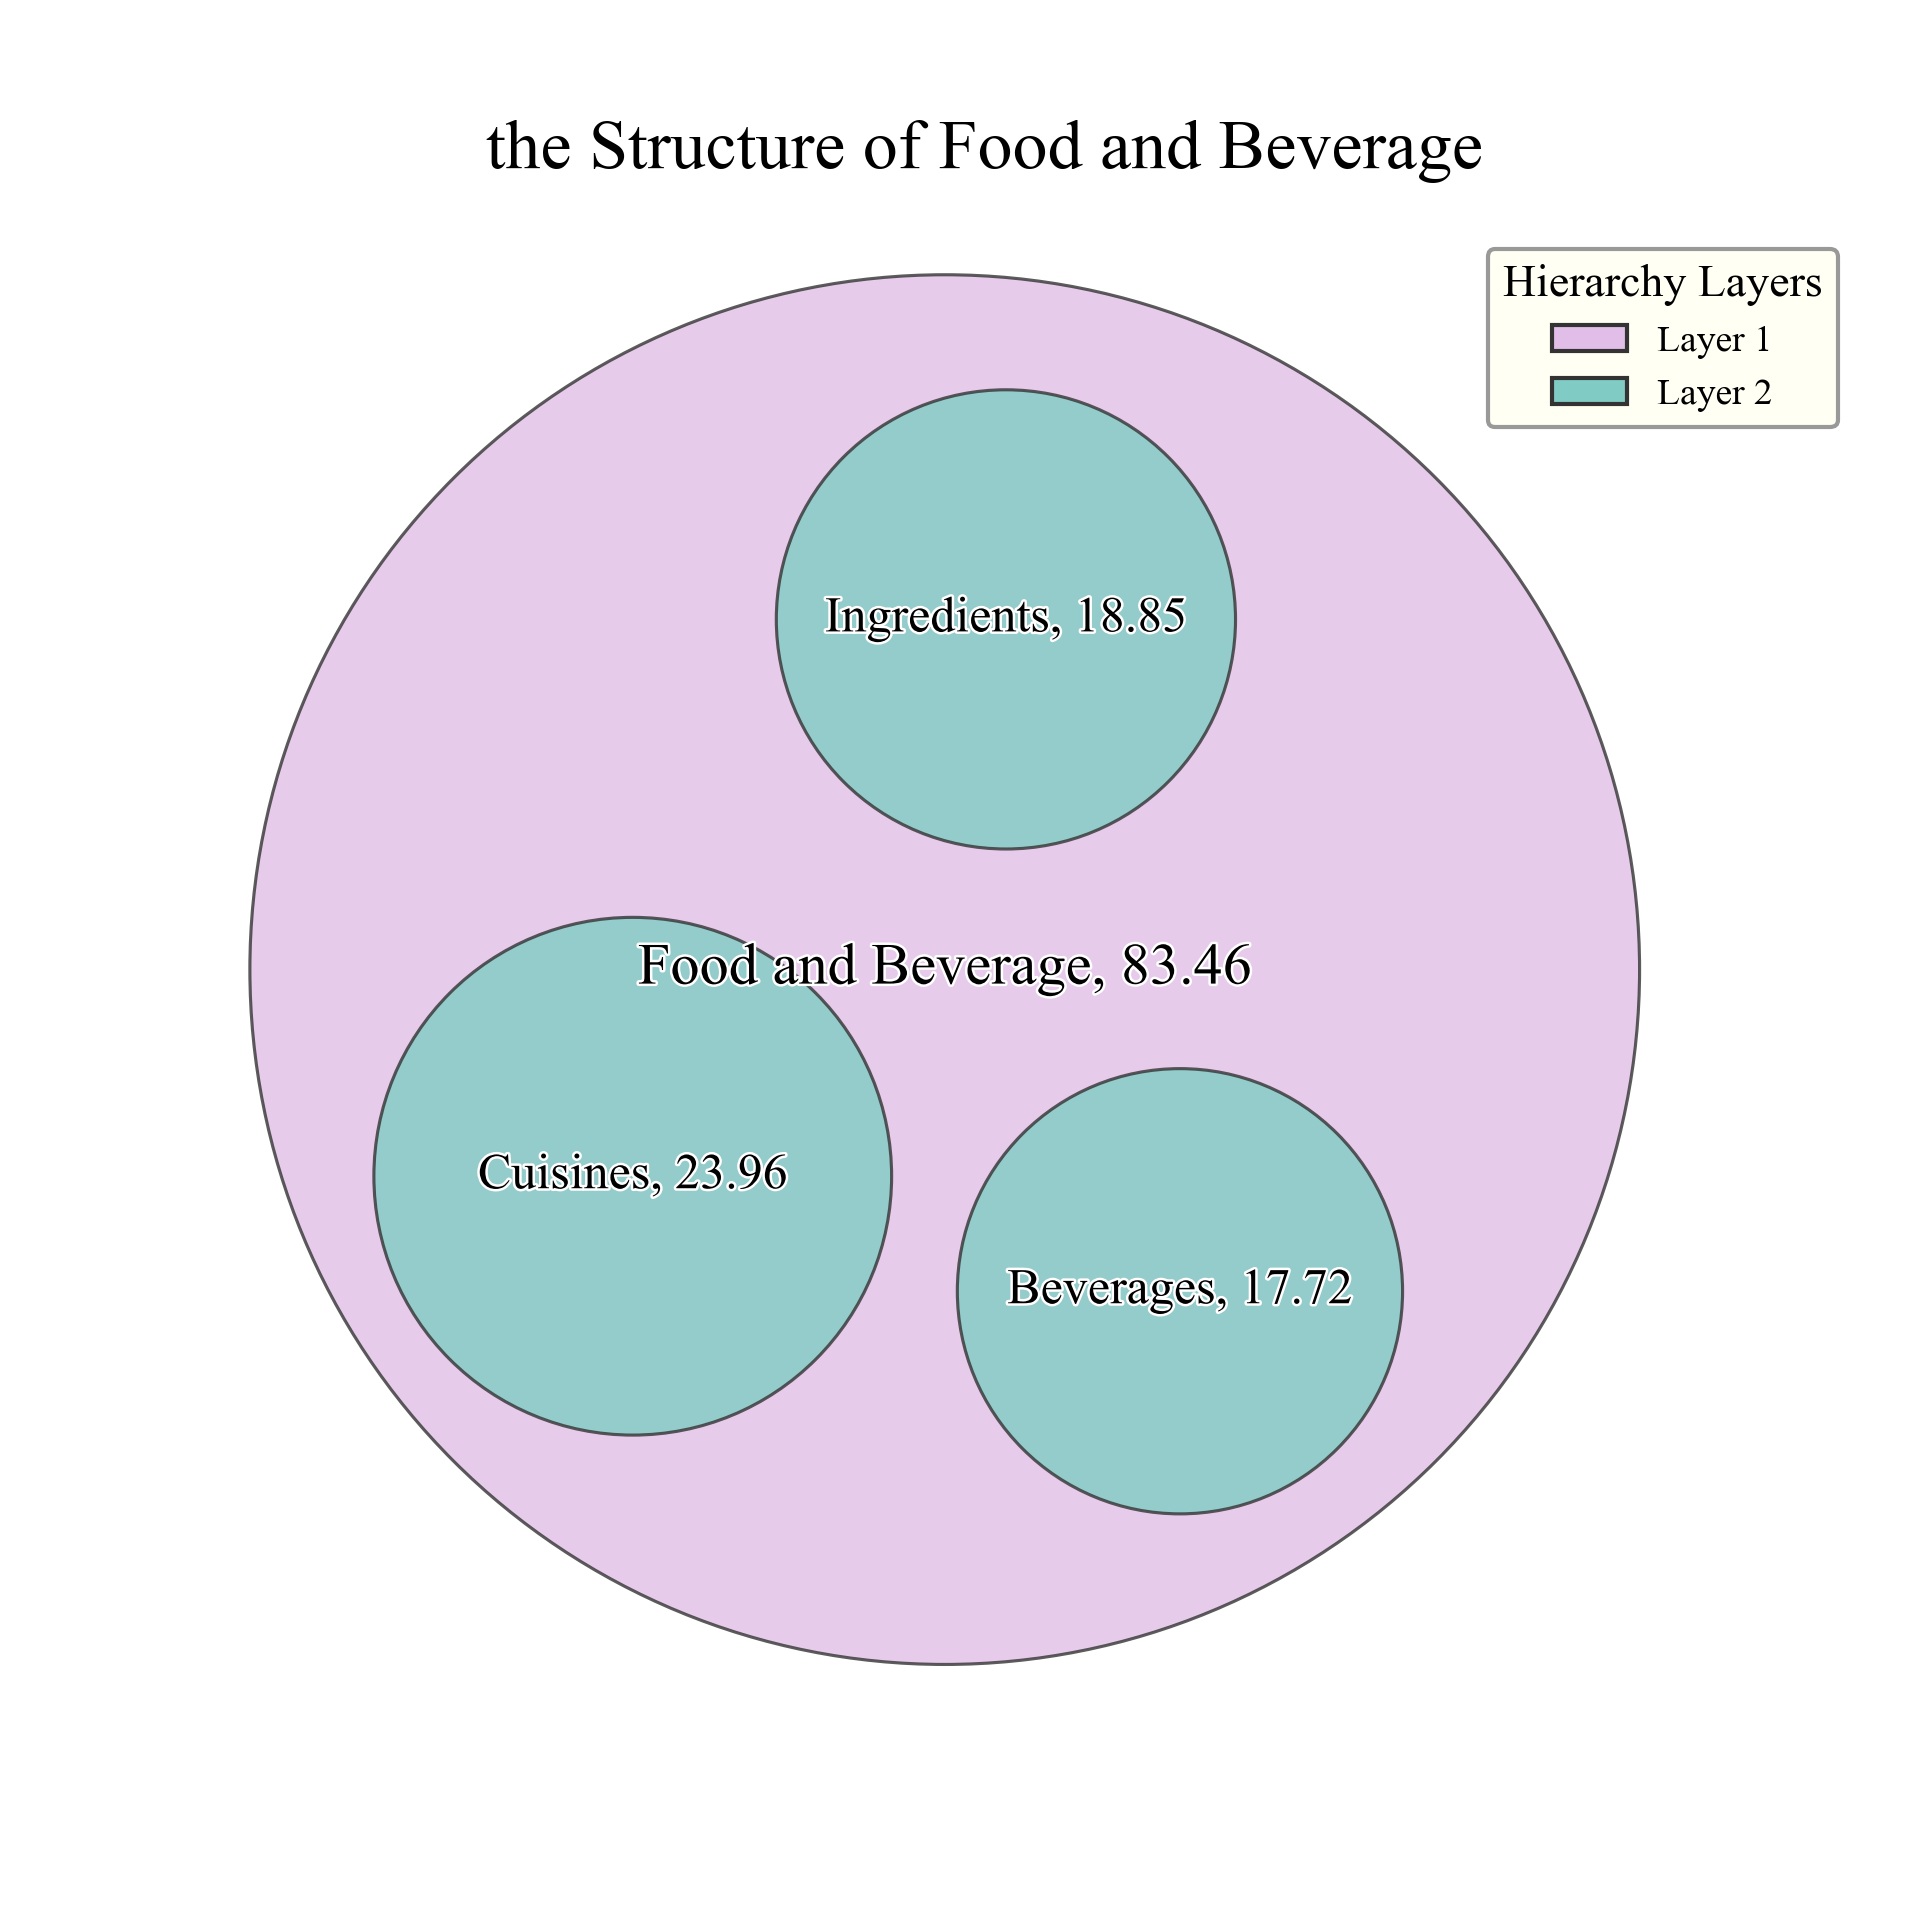 the Structure of Food and Beverage
Hierarchy Layers
Layer 1
Layer 2
Ingredients, 18.85
Food and Beverage, 83.46
Cuisines, 23.96
Beverages, 17.72